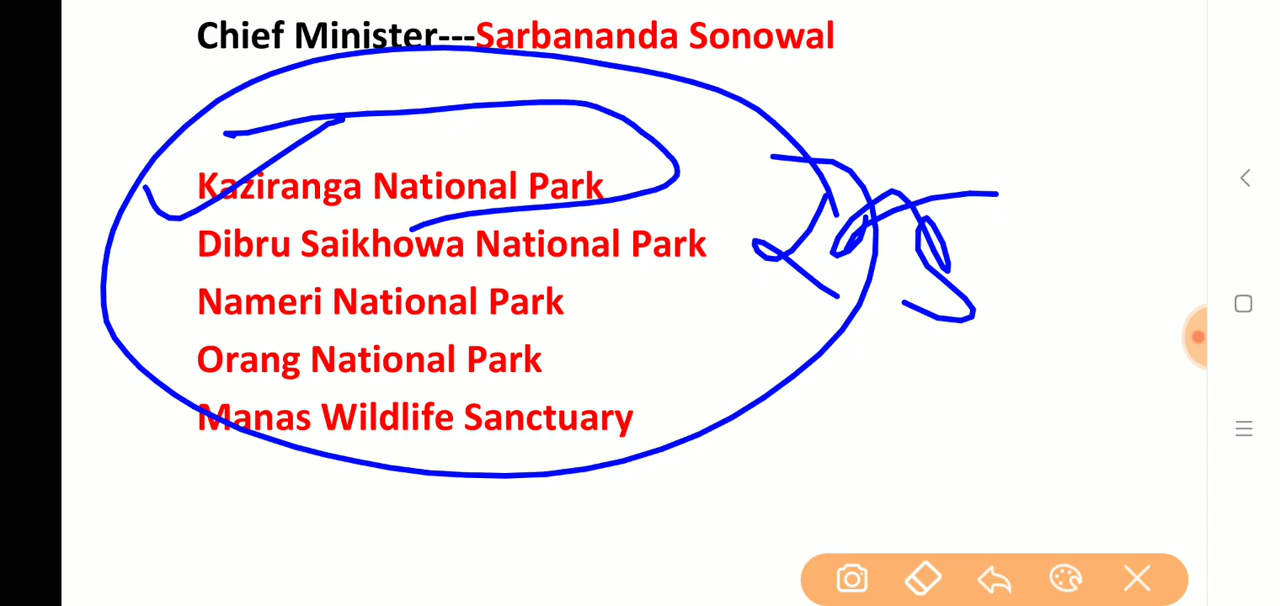 Chief Minister---Sarbananda Sonowal
Kaziranga National Park
Dibru Saikhowa National Park
Nameri National Park
Orang National Park
Manas Wildlife Sanctuary